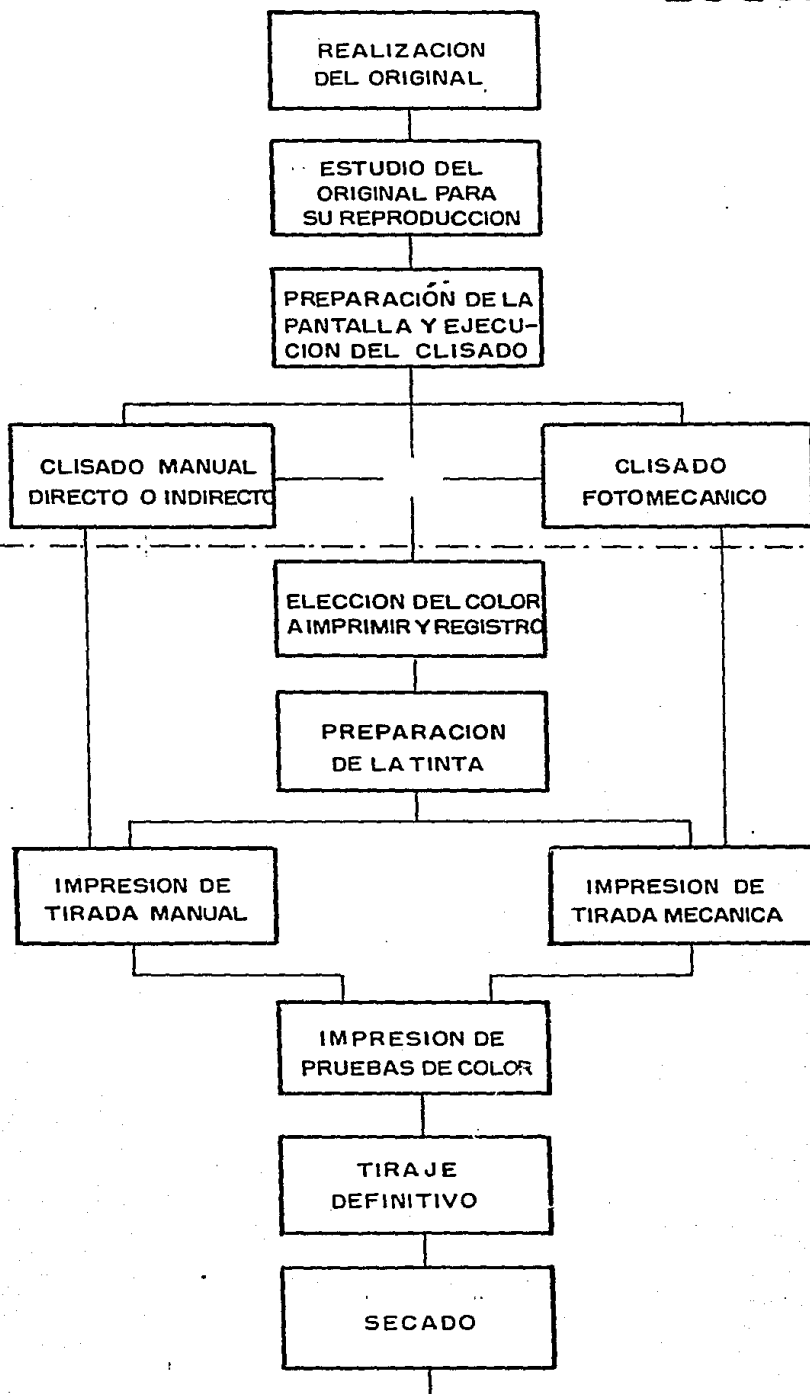 REALIZACION
DEL ORIGINAL
ESTUDIO DEL
ORIGINAL PARA
SU REPRODUCCION
PREPARACIÓN DE LA
PANTALLA Y EJECU-
CION DEL CLISADO
CLISADO MANUAL
DIRECTO O INDIRECTO
CLISADO
FOTOMECANICO
ELECCION DEL COLOR
A IMPRIMIR Y REGISTRO
PREPARACION
DE LA TINTA
IMPRESION DE
TIRADA MANUAL
IMPRESION DE
TIRADA MECANICA
IMPRESION DE
PRUEBAS DE COLOR
TIRAJE
DEFINITIVO
SECADO